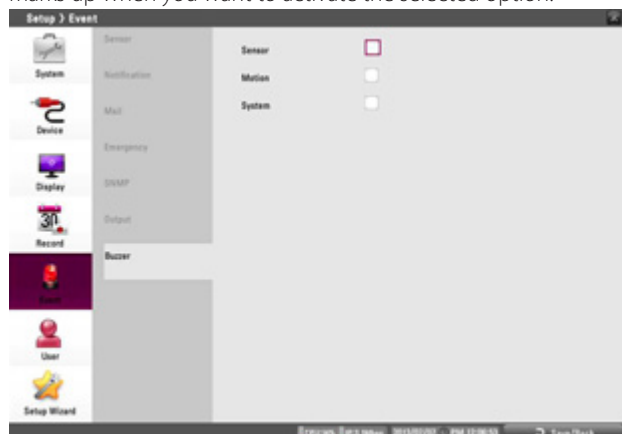 mark up when you want to activate the selected option.
Setup > Event
System
Device
Display
Record
Event
User
Setup Wizard
Sensor
Notification
Mail
Emergency
SNMP
Output
Buzzer
Sensor
Motion
System
Save/Back